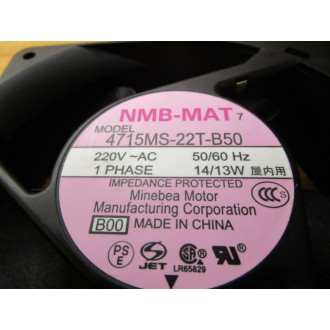 NMB-MAT 7
MODEL
4715MS-22T-B50
220V ~AC 50/60 Hz
1 PHASE 14/13W 屋内用
IMPEDANCE PROTECTED
Minebea Motor
Manufacturing Corporation
B00 MADE IN CHINA
PS E JET LR65829